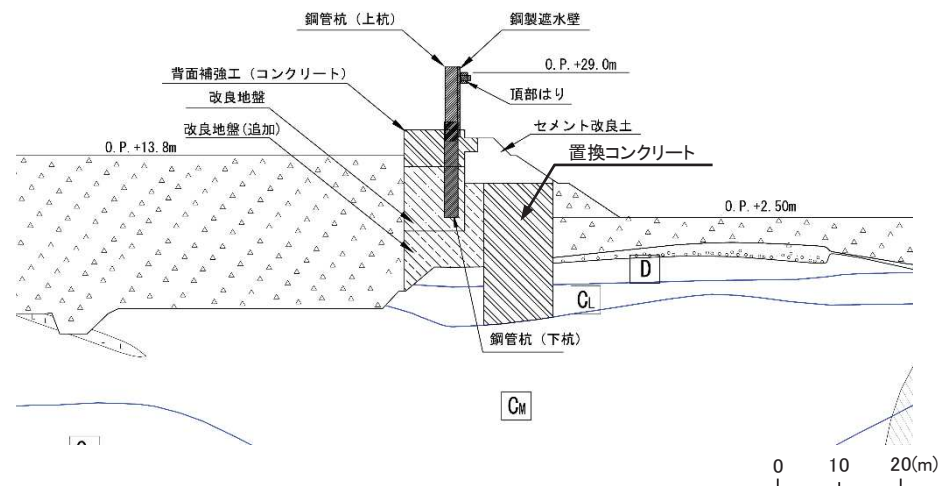 鋼管杭（上杭）
鋼製遮水壁
O.P.+29.0m
背面補強工（コンクリート）
頂部はり
改良地盤
セメント改良土
改良地盤(追加)
置換コンクリート
O.P.+13.8m
O.P.+2.50m
D
CL
鋼管杭（下杭）
CM
0 10 20(m)